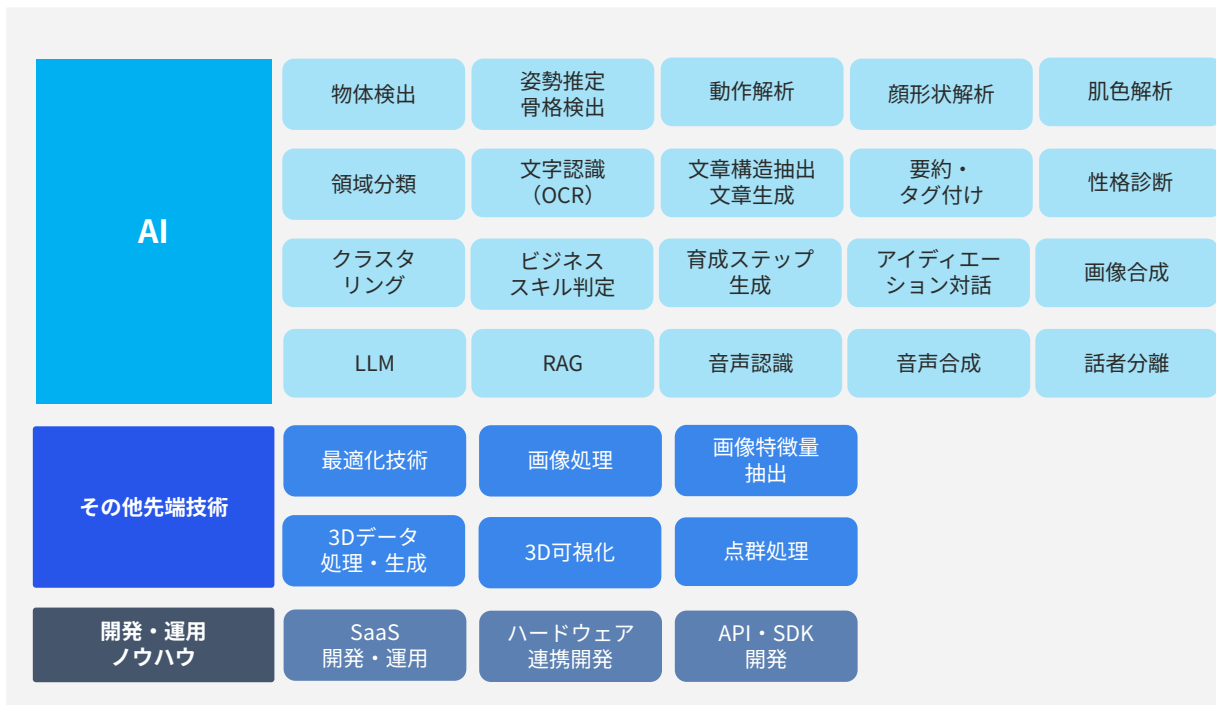 AI
物体検出
姿勢推定
骨格検出
動作解析
顔形状解析
肌色解析
領域分類
文字認識
（OCR）
文章構造抽出
文章生成
要約・
タグ付け
性格診断
クラスタ
リング
ビジネス
スキル判定
育成ステップ
生成
アイディエー
ション対話
画像合成
LLM
RAG
音声認識
音声合成
話者分離
その他先端技術
最適化技術
画像処理
画像特徴量
抽出
3Dデータ
処理・生成
3D可視化
点群処理
開発・運用
ノウハウ
SaaS
開発・運用
ハードウェア
連携開発
API・SDK
開発